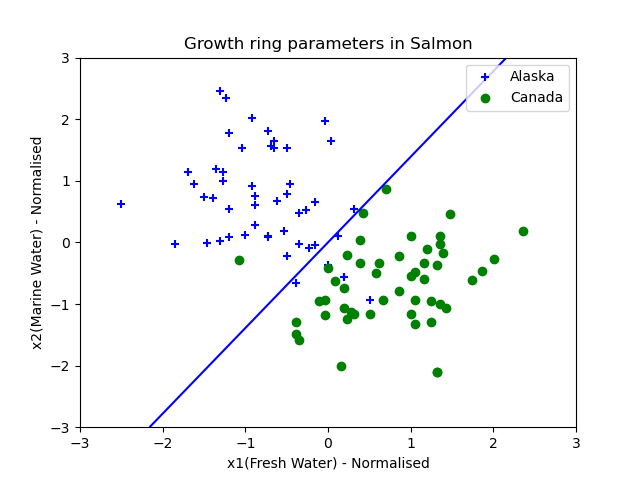 Growth ring parameters in Salmon
Alaska
Canada
3
2
1
0
−1
−2
−3
x2(Marine Water) - Normalised
−3
−2
−1
0
1
2
3
x1(Fresh Water) - Normalised